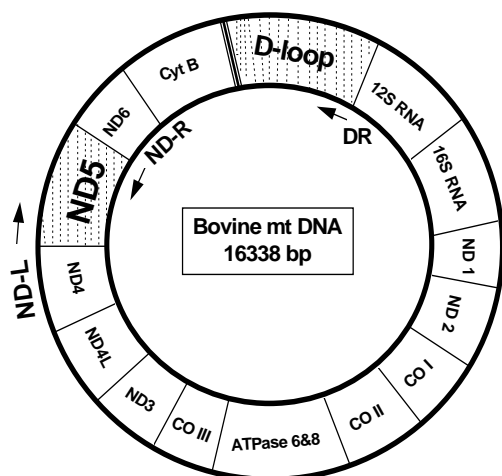 D-loop
12S RNA
16S RNA
ND 1
ND 2
CO I
CO II
ATPase 6&8
CO III
ND3
ND4L
ND4
ND5
ND6
Cyt B
ND-R
DR
ND-L
Bovine mt DNA
16338 bp